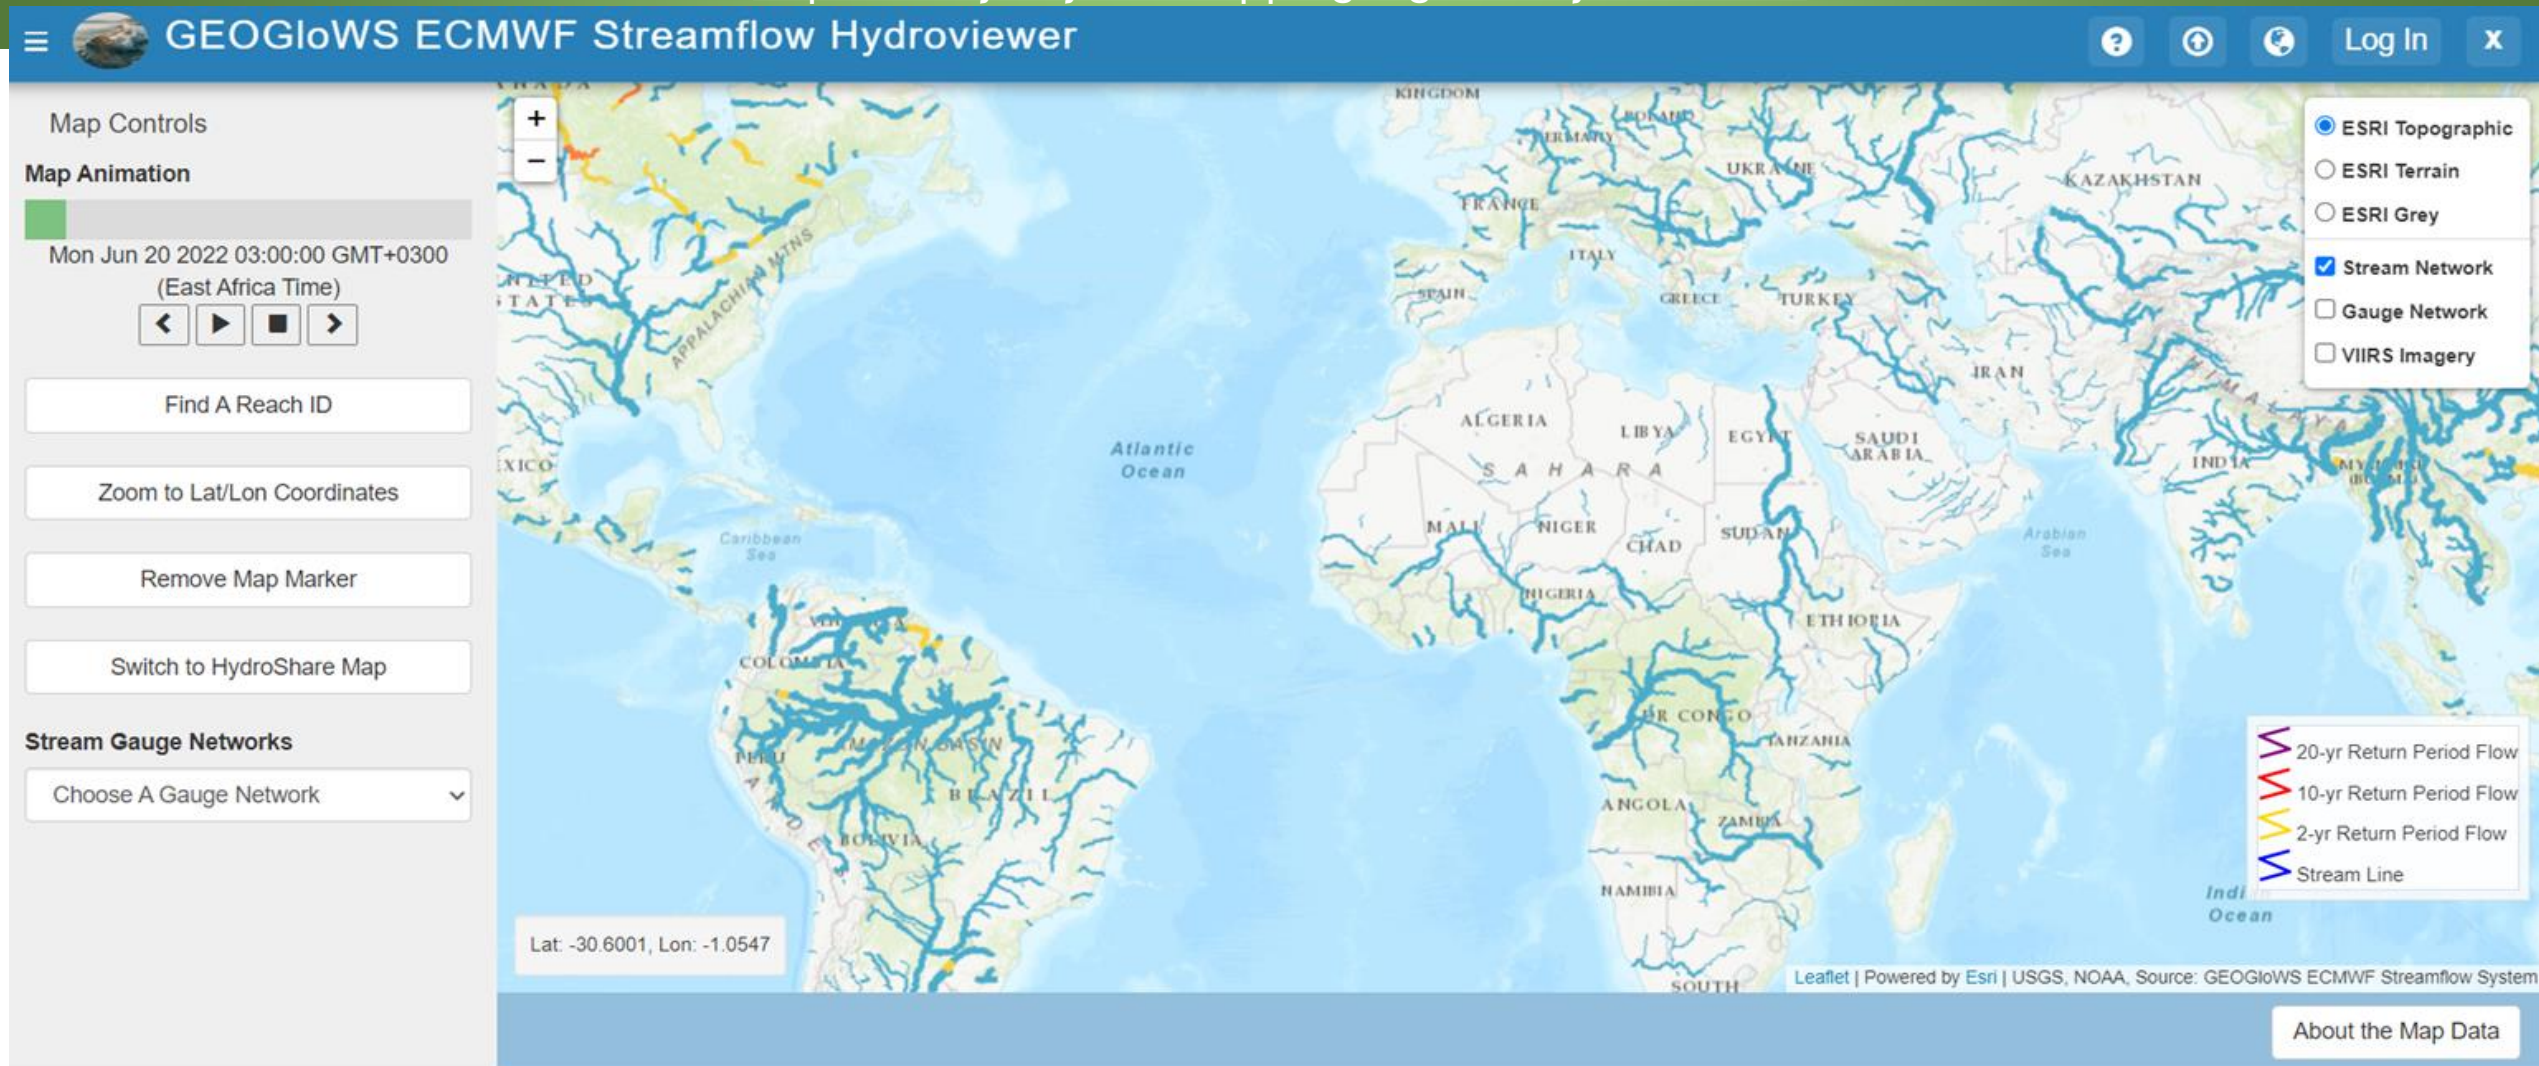 GEOGloWS ECMWF Streamflow Hydroviewer
Log In
X
Map Controls
Map Animation
Mon Jun 20 2022 03:00:00 GMT+0300
(East Africa Time)
Find A Reach ID
Zoom to Lat/Lon Coordinates
Remove Map Marker
Switch to HydroShare Map
Stream Gauge Networks
Choose A Gauge Network
+
−
KINGDOM
POLAND
GERMANY
UKRAINE
KAZAKHSTAN
FRANCE
ITALY
SPAIN
GREECE
TURKEY
UNITED
STATES
APPALACHIAN MTNS
IRAN
HIMALAYA
ALGERIA
LIBYA
EGYPT
SAUDI
ARABIA
Atlantic
Ocean
SAHARA
INDIA
MALI
NIGER
CHAD
SUDAN
Arabian
Sea
Caribbean
Sea
NIGERIA
ETHIOPIA
COLOMBIA
DR CONGO
AMAZON BASIN
TANZANIA
PERU
ANDES
BRAZIL
ANGOLA
ZAMBIA
BOLIVIA
NAMIBIA
Ocean
SOUTH
ESRI Topographic
ESRI Terrain
ESRI Grey
Stream Network
Gauge Network
VIIRS Imagery
20-yr Return Period Flow
10-yr Return Period Flow
2-yr Return Period Flow
Stream Line
Lat: -30.6001, Lon: -1.0547
Leaflet | Powered by Esri | USGS, NOAA, Source: GEOGloWS ECMWF Streamflow System
About the Map Data